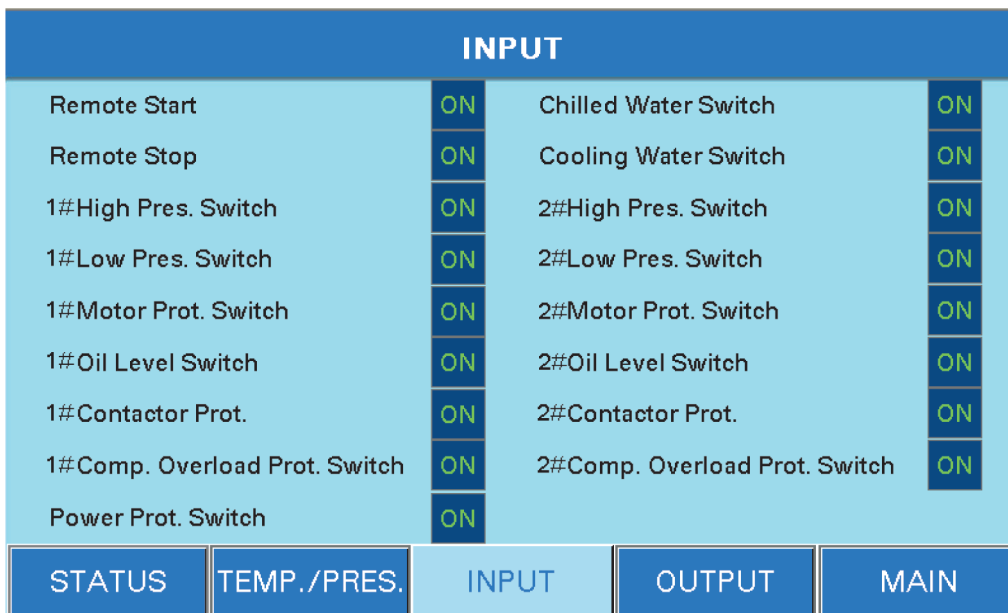 INPUT
Remote Start ON Chilled Water Switch ON
Remote Stop ON Cooling Water Switch ON
1#High Pres. Switch ON 2#High Pres. Switch ON
1#Low Pres. Switch ON 2#Low Pres. Switch ON
1#Motor Prot. Switch ON 2#Motor Prot. Switch ON
1#Oil Level Switch ON 2#Oil Level Switch ON
1#Contactor Prot. ON 2#Contactor Prot. ON
1#Comp. Overload Prot. Switch ON 2#Comp. Overload Prot. Switch ON
Power Prot. Switch ON
STATUS TEMP./PRES. INPUT OUTPUT MAIN